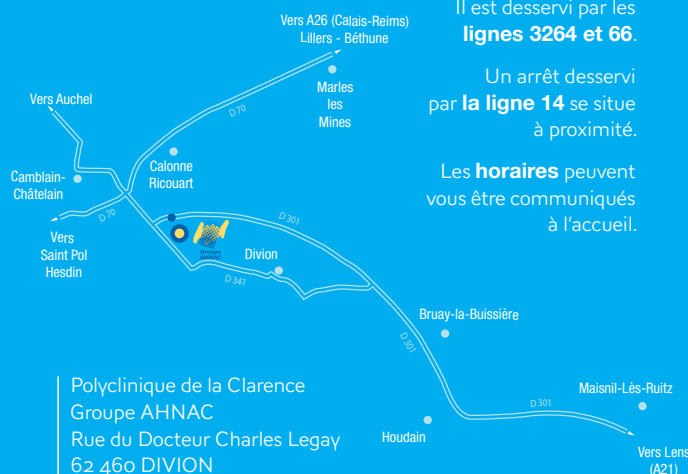 Il est desservi par les
lignes 3264 et 66.
Un arrêt desservi
par la ligne 14 se situe
à proximité.
Les horaires peuvent
vous être communiqués
à l'accueil.
Vers A26 (Calais-Reims)
Lillers - Béthune
Marles
les
Mines
Vers Auchel
D 70
Calonne
Ricouart
Camblain-
Châtelain
D 70
Vers
Saint Pol
Hesdin
D 301
Groupe
AHNAC
Divion
D 341
Bruay-la-Buissière
D 301
Maisnil-Lès-Ruitz
D 301
Houdain
Vers Lens
(A21)
Polyclinique de la Clarence
Groupe AHNAC
Rue du Docteur Charles Legay
62 460 DIVION